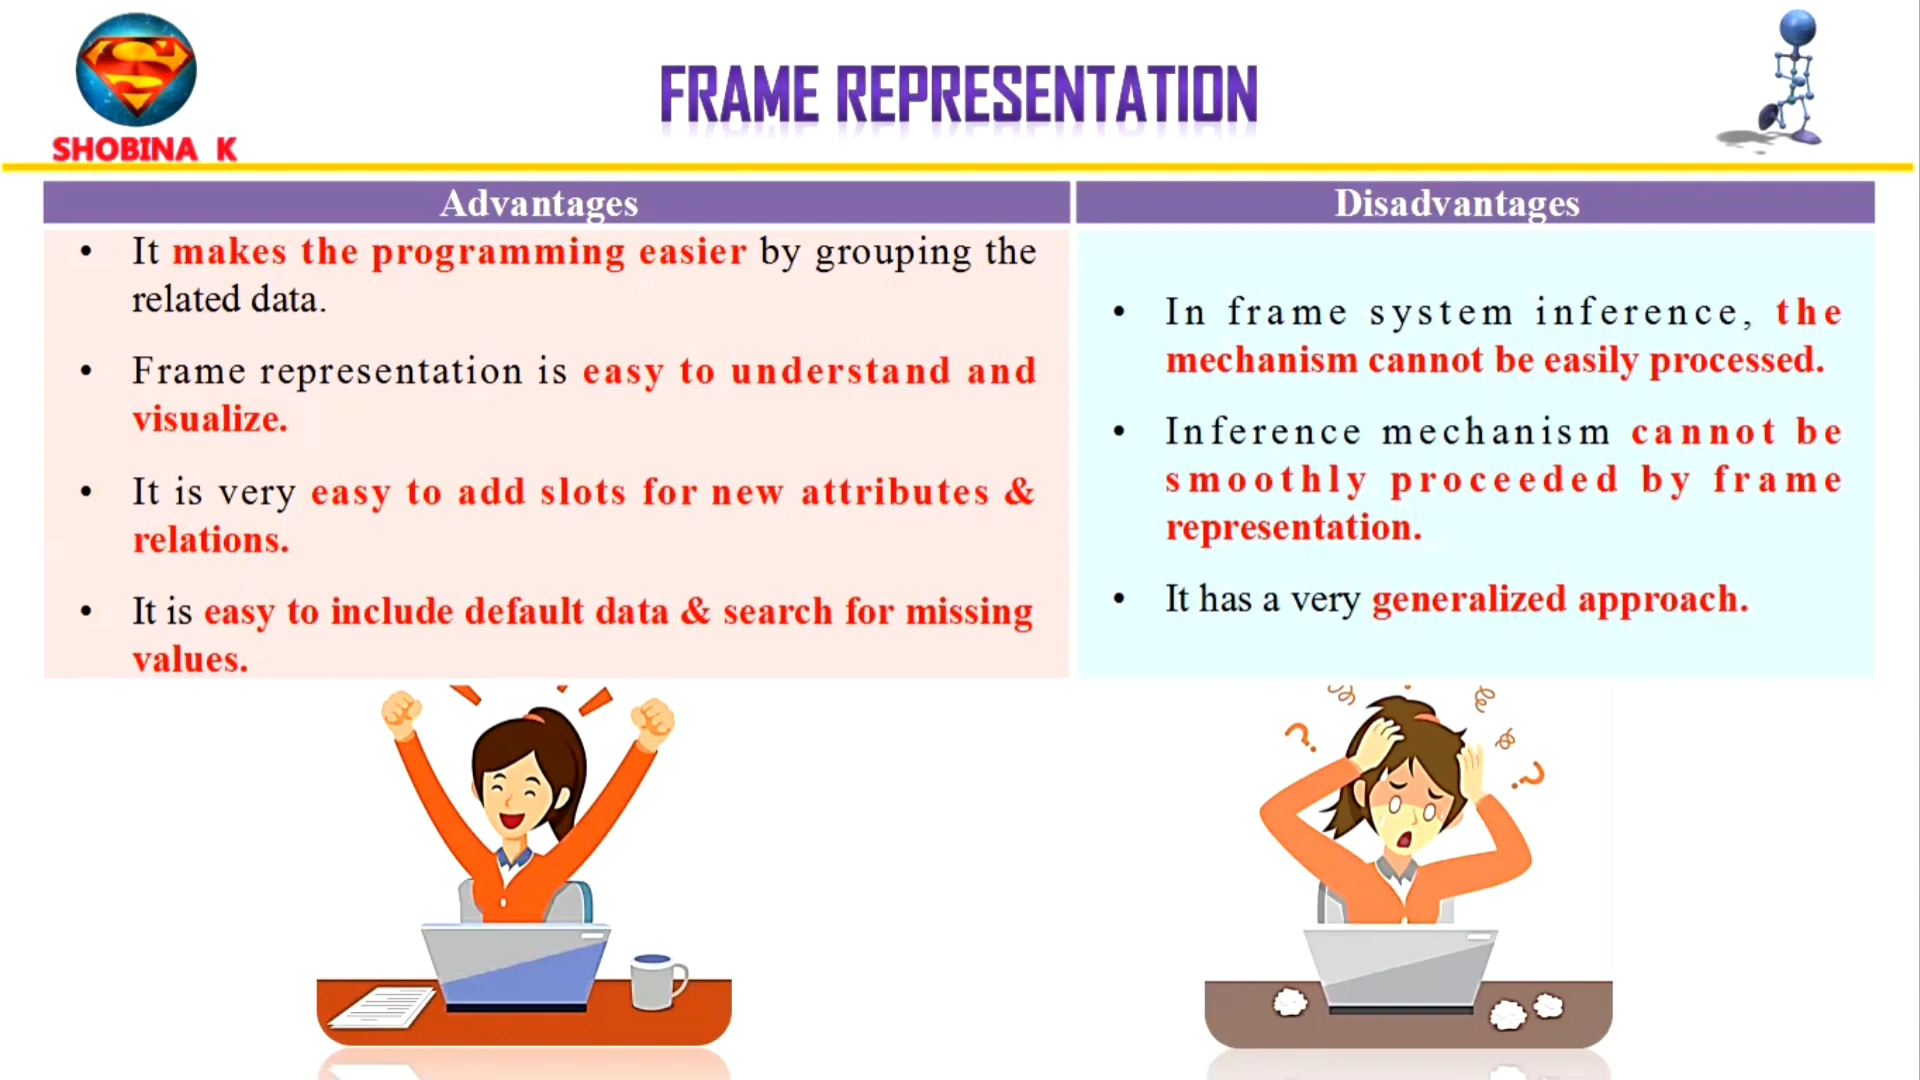 SHOBINA K
FRAME REPRESENTATION
Advantages
• It makes the programming easier by grouping the
related data.
• Frame representation is easy to understand and
visualize.
• It is very easy to add slots for new attributes &
relations.
• It is easy to include default data & search for missing
values.
Disadvantages
• In frame system inference, the
mechanism cannot be easily processed.
• Inference mechanism cannot be
smoothly proceeded by frame
representation.
• It has a very generalized approach.